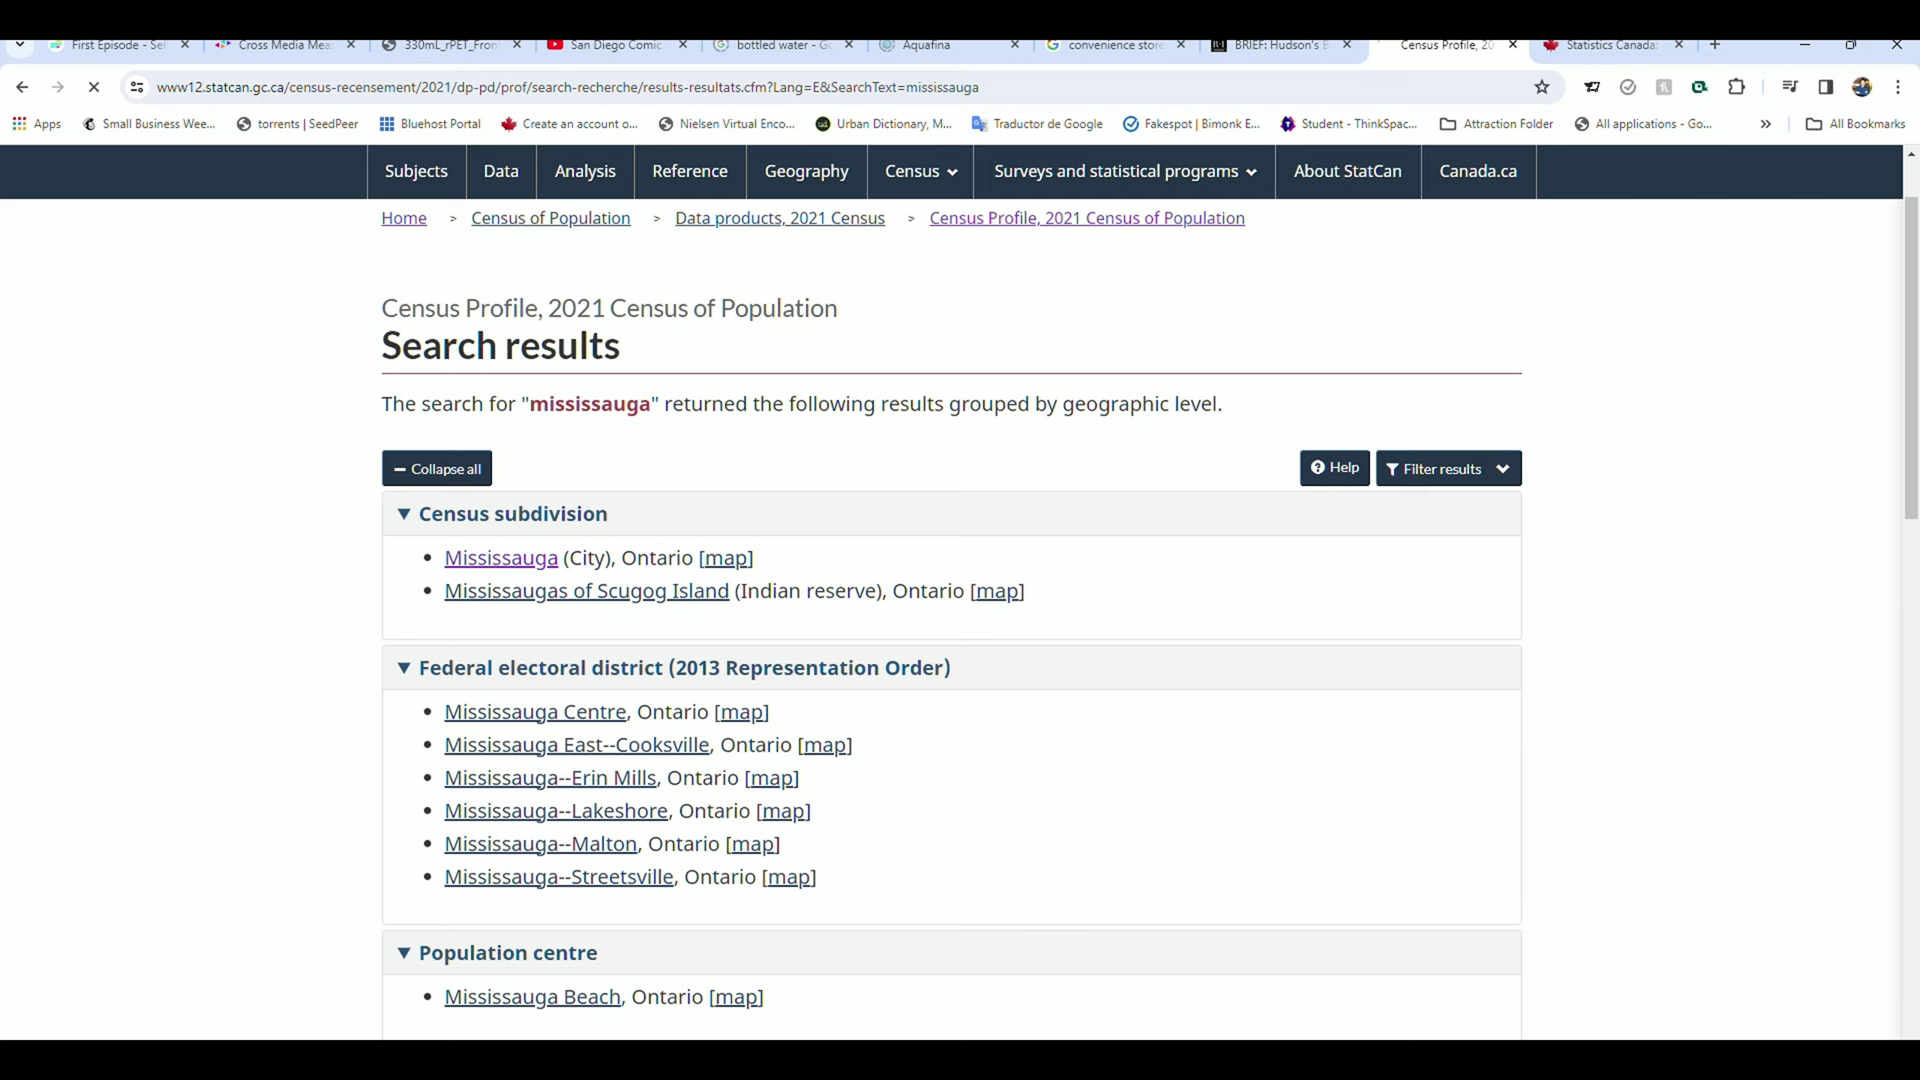 First Episode - Sel
Cross Media Mea
330mL_rPET_Front
San Diego Comic
bottled water - Go
Aquafina
convenience store
BRIEF: Hudson's B
Census Profile, 20
Statistics Canada:
www12.statcan.gc.ca/census-recensement/2021/dp-pd/prof/search-recherche/results-resultats.cfm?Lang=E&SearchText=mississauga
Apps
Small Business Wee...
torrents | SeedPeer
Bluehost Portal
Create an account o...
Nielsen Virtual Enco...
Urban Dictionary, M...
Traductor de Google
Fakespot | Bimonk E...
Student - ThinkSpac...
Attraction Folder
All applications - Go...
»
All Bookmarks
Subjects
Data
Analysis
Reference
Geography
Census
Surveys and statistical programs
About StatCan
Canada.ca
Home > Census of Population > Data products, 2021 Census > Census Profile, 2021 Census of Population
Census Profile, 2021 Census of Population
Search results
The search for "mississauga" returned the following results grouped by geographic level.
Collapse all
Help
Filter results
Census subdivision
Mississauga (City), Ontario [map]
Mississaugas of Scugog Island (Indian reserve), Ontario [map]
Federal electoral district (2013 Representation Order)
Mississauga Centre, Ontario [map]
Mississauga East--Cooksville, Ontario [map]
Mississauga--Erin Mills, Ontario [map]
Mississauga--Lakeshore, Ontario [map]
Mississauga--Malton, Ontario [map]
Mississauga--Streetsville, Ontario [map]
Population centre
Mississauga Beach, Ontario [map]